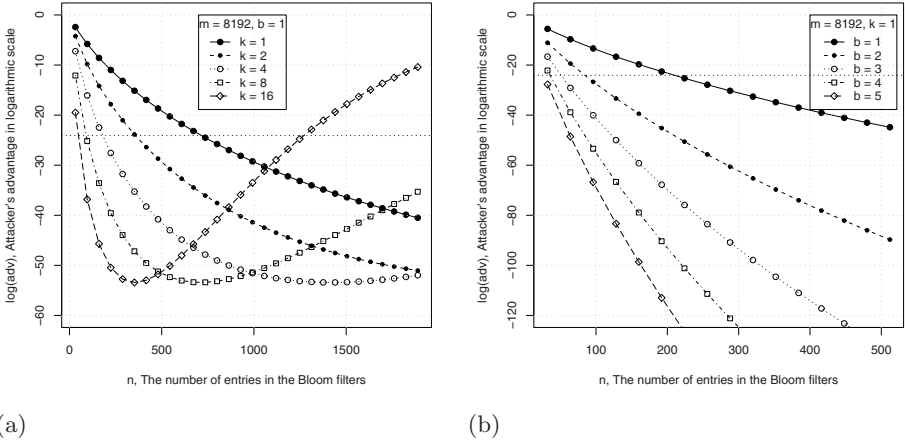 m = 8192, b = 1
k = 1
k = 2
k = 4
k = 8
k = 16
0
−10
−20
−30
−40
−50
−60
log(adv), Attacker's advantage in logarithmic scale
0
500
1000
1500
n, The number of entries in the Bloom filters
(a)
m = 8192, k = 1
b = 1
b = 2
b = 3
b = 4
b = 5
0
−20
−40
−60
−80
−100
−120
log(adv), Attacker's advantage in logarithmic scale
100
200
300
400
500
n, The number of entries in the Bloom filters
(b)